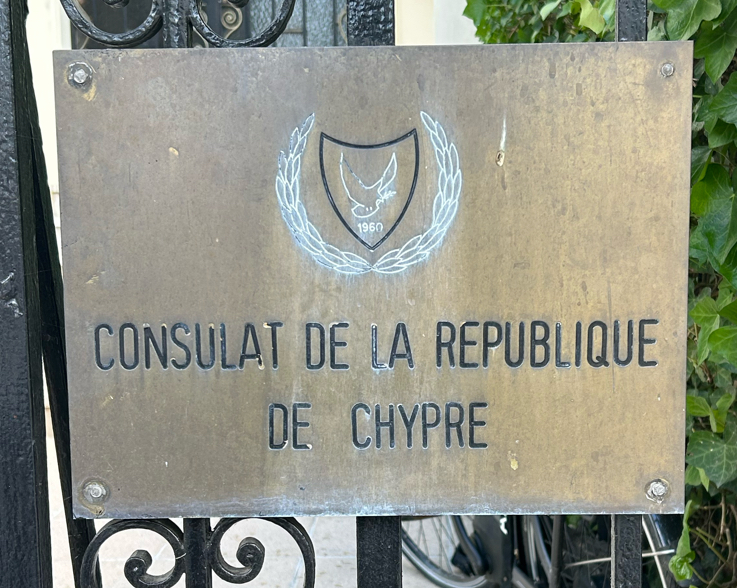 1960
CONSULAT DE LA REPUBLIQUE
DE CHYPRE